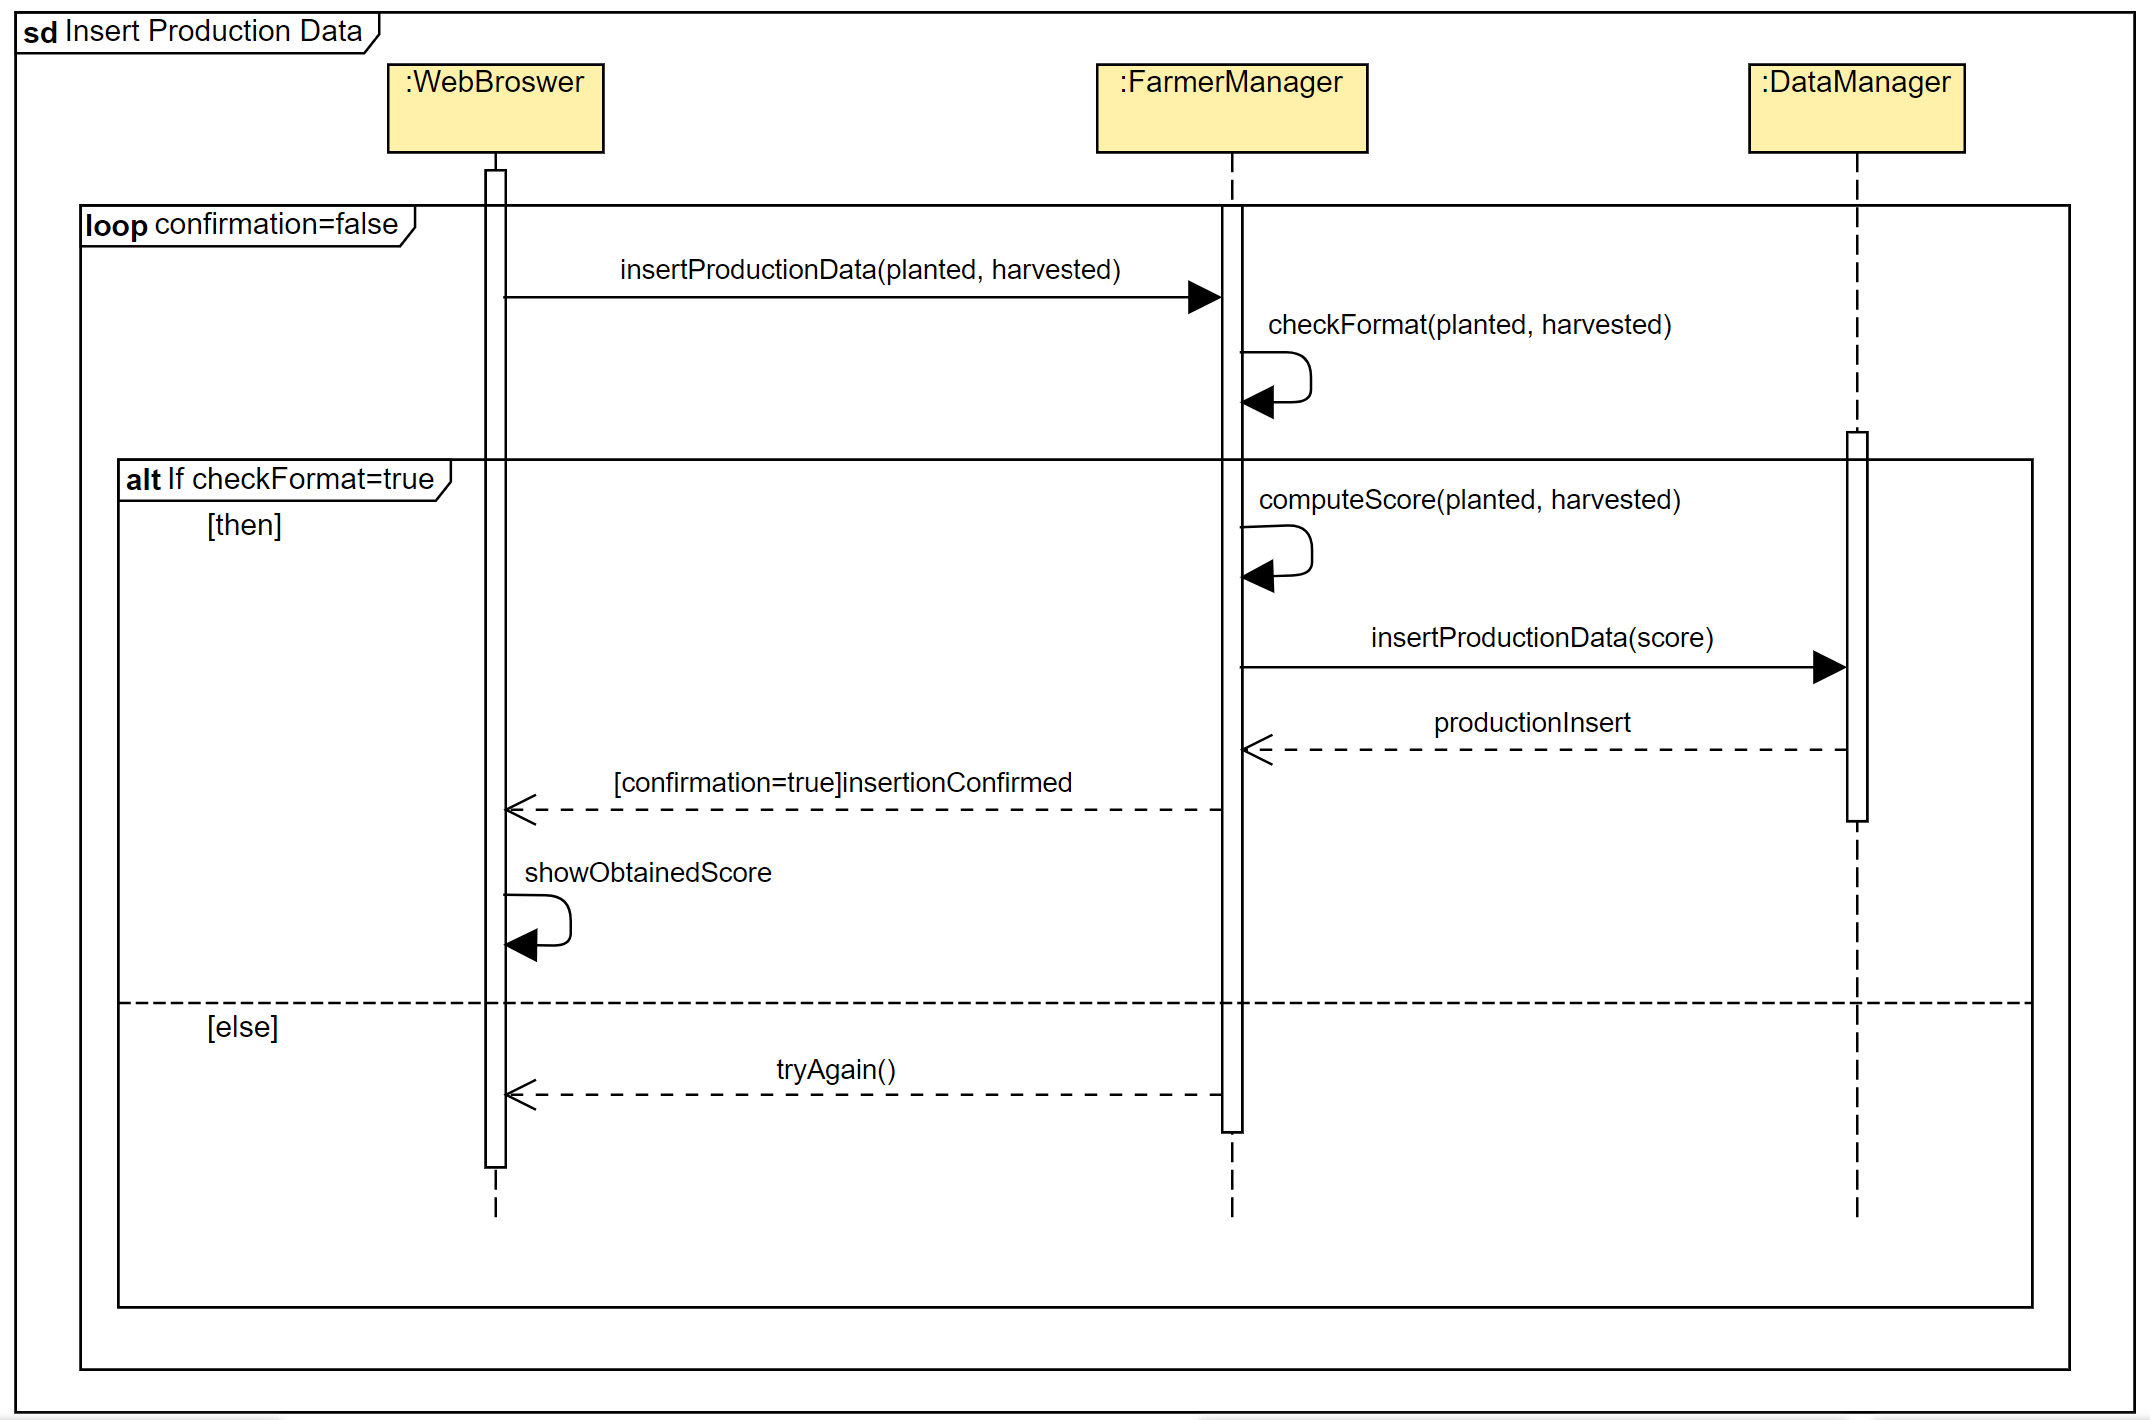 sd Insert Production Data
:WebBroswer
:FarmerManager
:DataManager
loop confirmation=false
insertProductionData(planted, harvested)
checkFormat(planted, harvested)
alt If checkFormat=true
[then]
computeScore(planted, harvested)
insertProductionData(score)
productionInsert
[confirmation=true]insertionConfirmed
showObtainedScore
[else]
tryAgain()